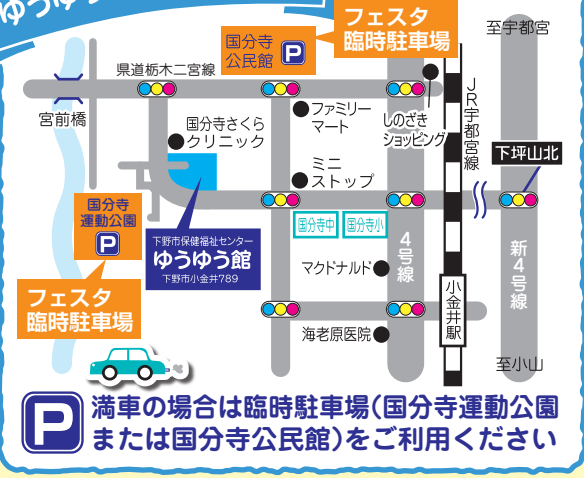 ゆうゆう
フェスタ
臨時駐車場
国分寺
公民館
P
至宇都宮
県道栃木二宮線
宮前橋
国分寺さくら
クリニック
ファミリー
マート
しのざき
ショッピング
JR宇都宮線
下坪山北
ミニ
ストップ
国分寺
運動公園
P
下野市保健福祉センター
ゆうゆう館
下野市小金井789
国分寺中
国分寺小
4号線
新4号線
マクドナルド
フェスタ
臨時駐車場
小金井駅
海老原医院
至小山
P
満車の場合は臨時駐車場(国分寺運動公園
または国分寺公民館)をご利用ください